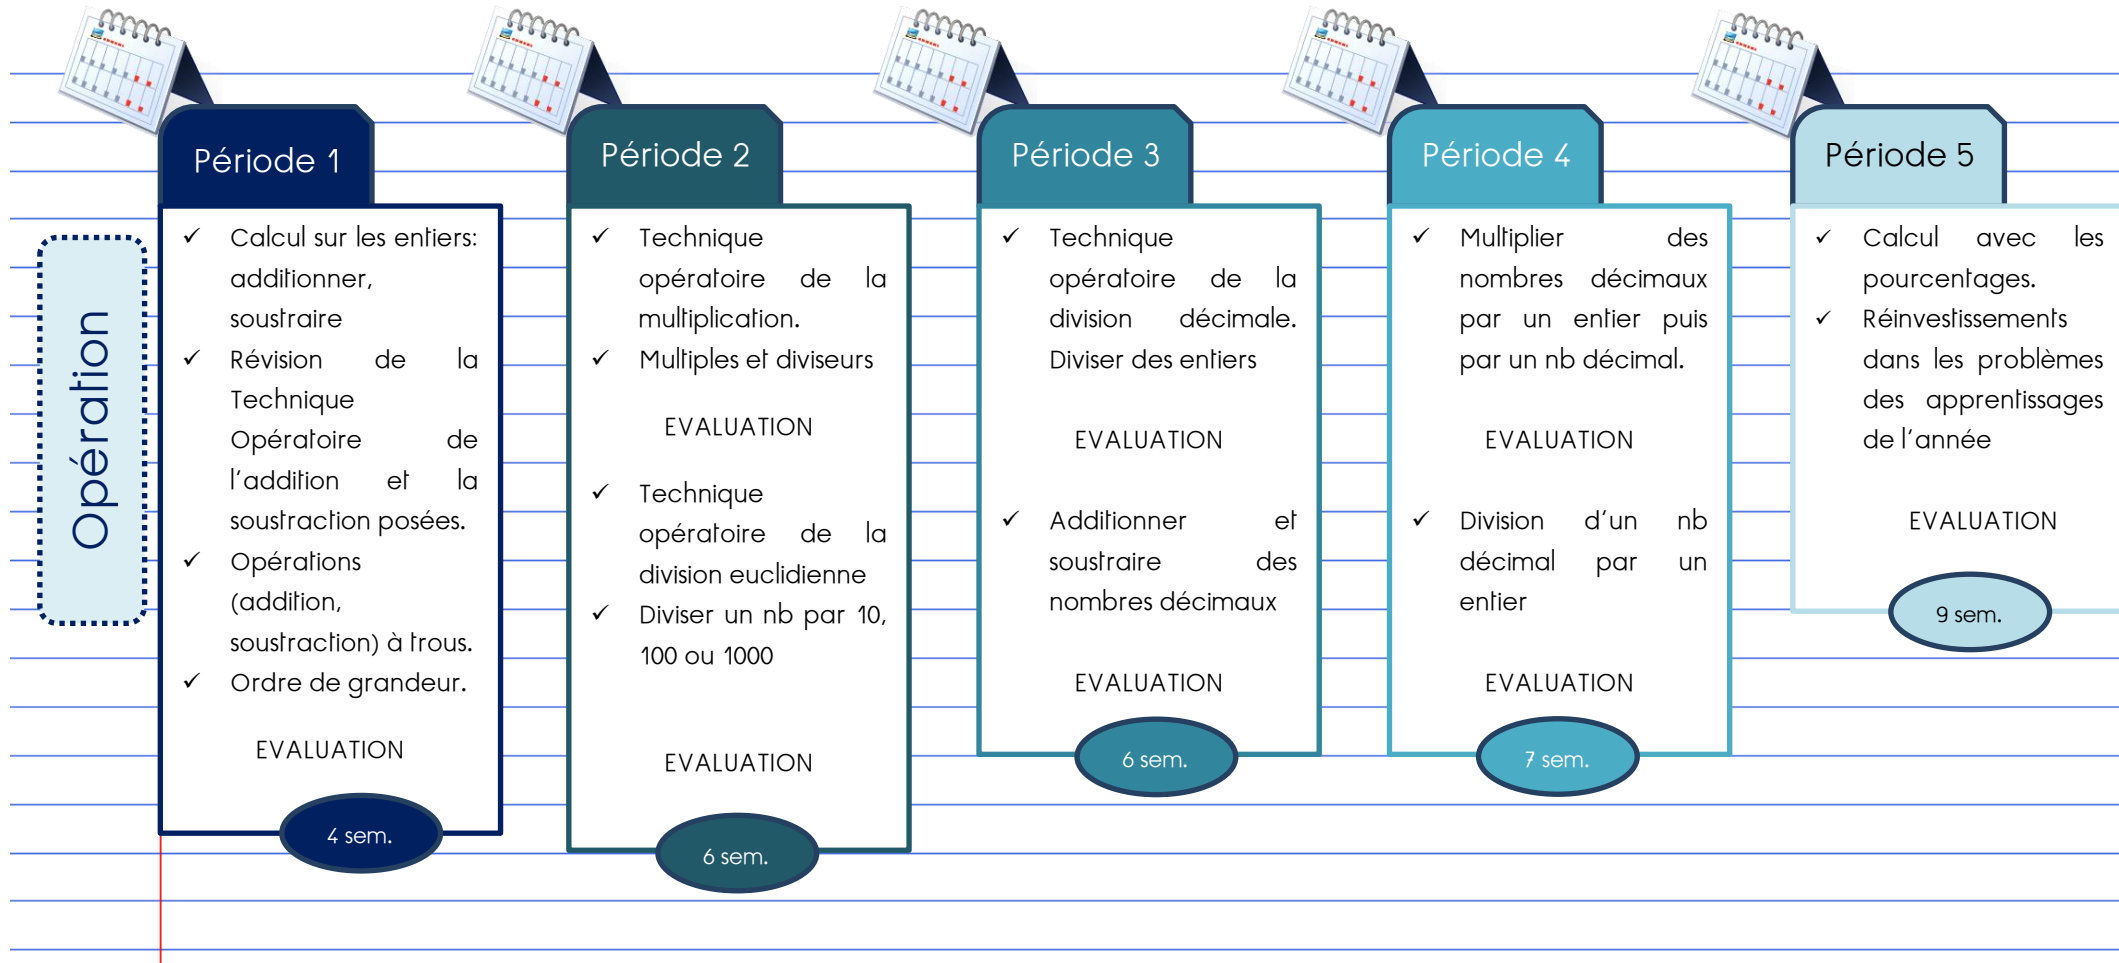 Opération
Période 1
Calcul sur les entiers:
additionner,
soustraire
Révision de la
Technique
Opératoire de
l'addition et la
soustraction posées.
Opérations
(addition,
soustraction) à trous.
Ordre de grandeur.
EVALUATION
4 sem.
Période 2
Technique
opératoire de la
multiplication.
Multiples et diviseurs
EVALUATION
Technique
opératoire de la
division euclidienne
Diviser un nb par 10,
100 ou 1000
EVALUATION
6 sem.
Période 3
Technique
opératoire de la
division décimale.
Diviser des entiers
EVALUATION
Additionner et
soustraire des
nombres décimaux
EVALUATION
6 sem.
Période 4
Multiplier des
nombres décimaux
par un entier puis
par un nb décimal.
EVALUATION
Division d'un nb
décimal par un
entier
EVALUATION
7 sem.
Période 5
Calcul avec les
pourcentages.
Réinvestissements
dans les problèmes
des apprentissages
de l'année
EVALUATION
9 sem.